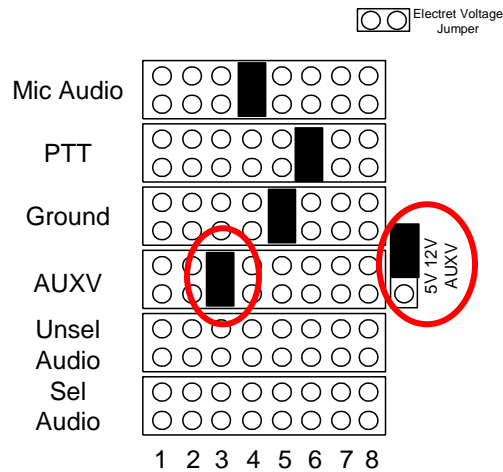 Electret Voltage
Jumper
Mic Audio
PTT
Ground
AUXV
Unsel
Audio
Sel
Audio
5V 12V
AUXV
1 2 3 4 5 6 7 8